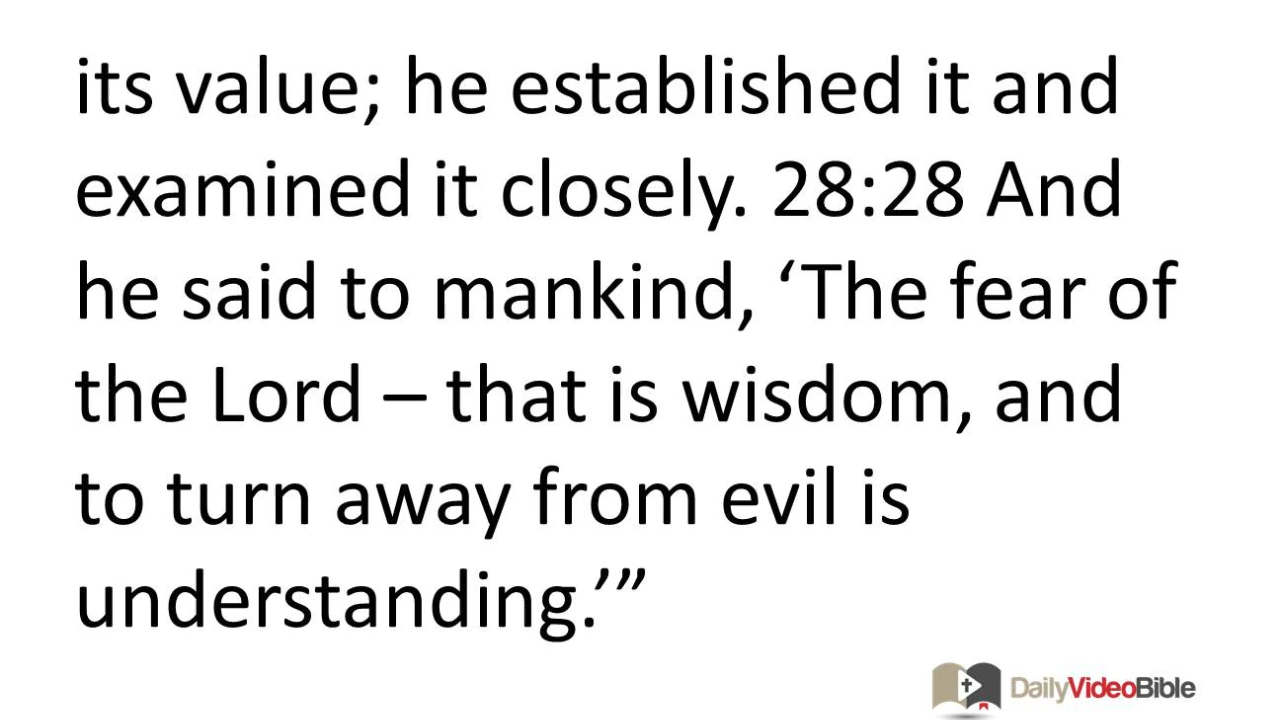 its value; he established it and
examined it closely. 28:28 And
he said to mankind, ‘The fear of
the Lord – that is wisdom, and
to turn away from evil is
understanding.’”
DailyVideoBible